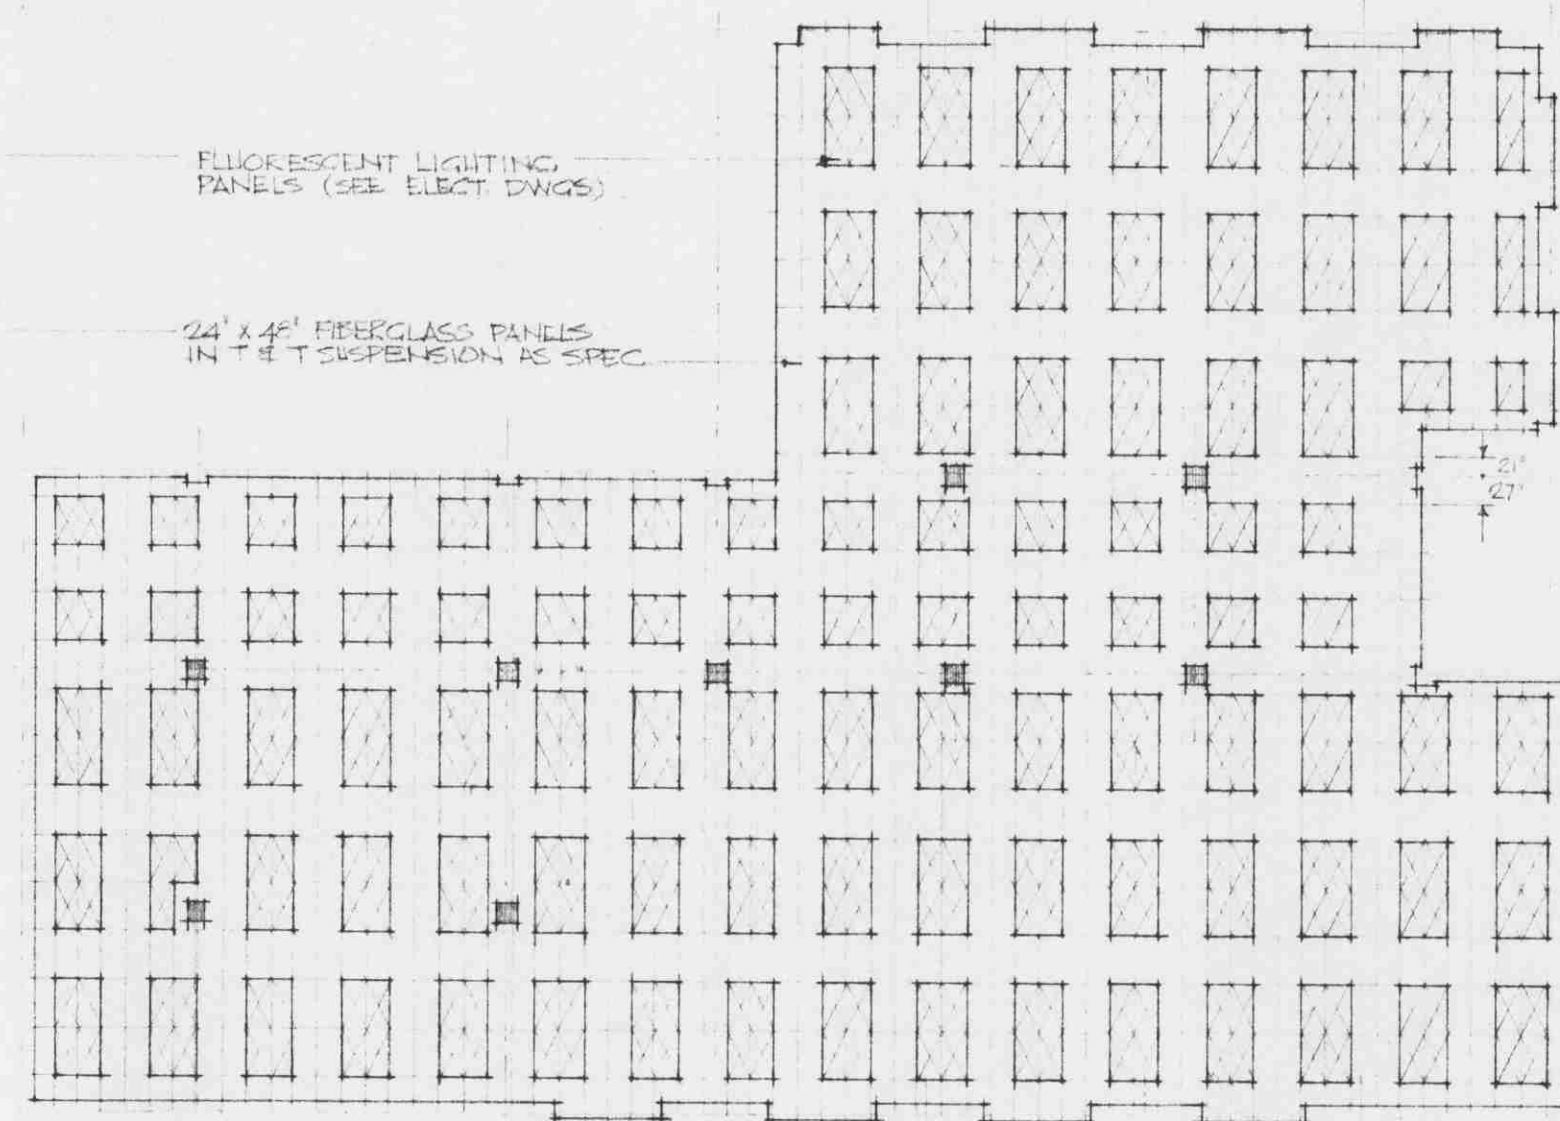 FLUORESCENT LIGHTING
PANELS (SEE ELECT. DWGS)
24" X 48" FIBERGLASS PANELS
IN T & T SUSPENSION AS SPEC
21"
27"